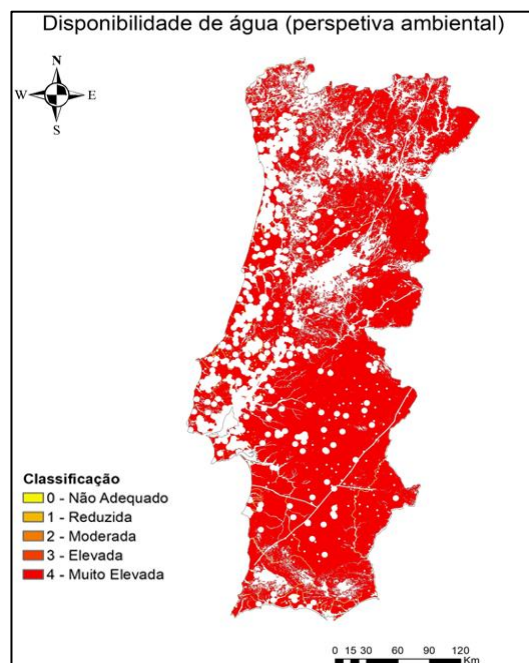 Disponibilidade de água (perspetiva ambiental)
N
W E
S
Classificação
0 - Não Adequado
1 - Reduzida
2 - Moderada
3 - Elevada
4 - Muito Elevada
0 15 30 60 90 120
Km